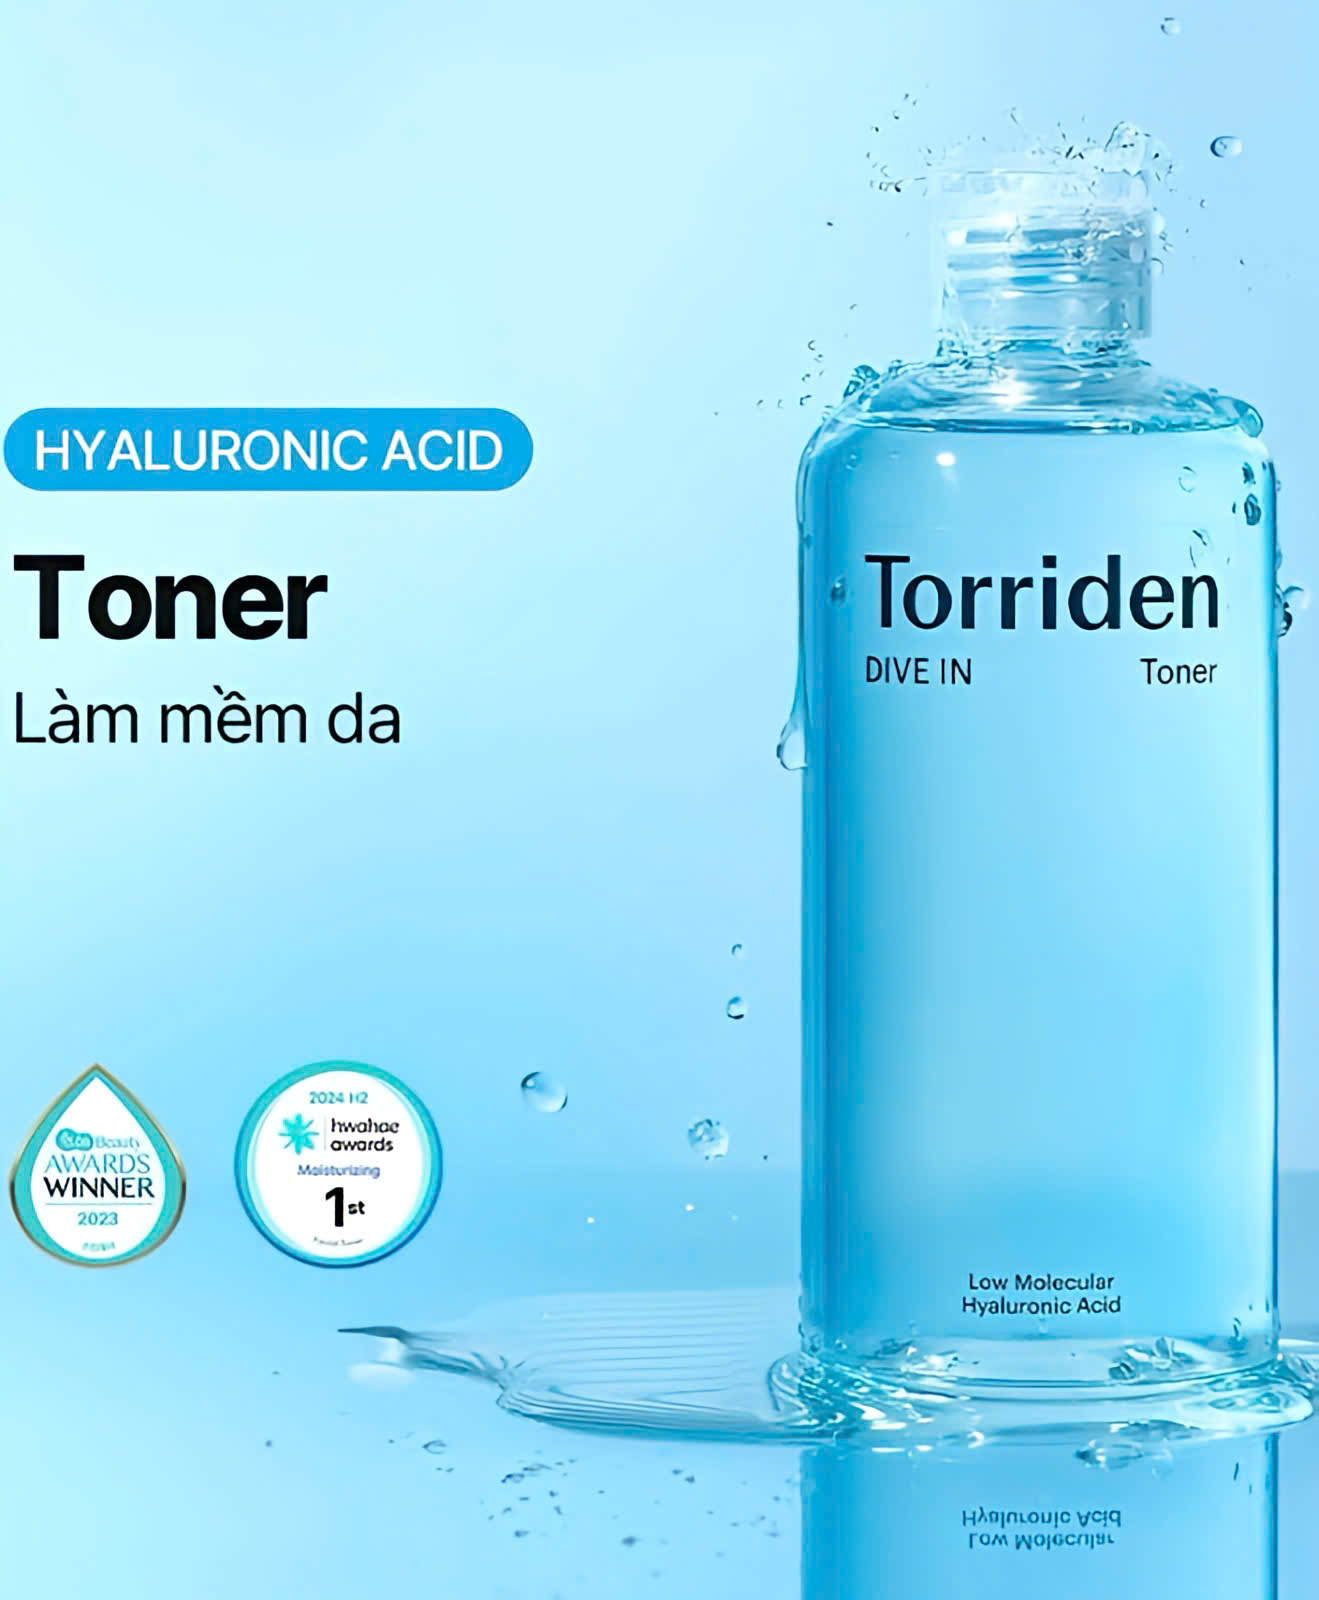 HYALURONIC ACID
Toner
Làm mềm da
Torriden
DIVE IN Toner
Beauty
AWARDS
WINNER
2023
2024 H2
hwahae
awards
Moisturizing
1st
Low Molecular
Hyaluronic Acid